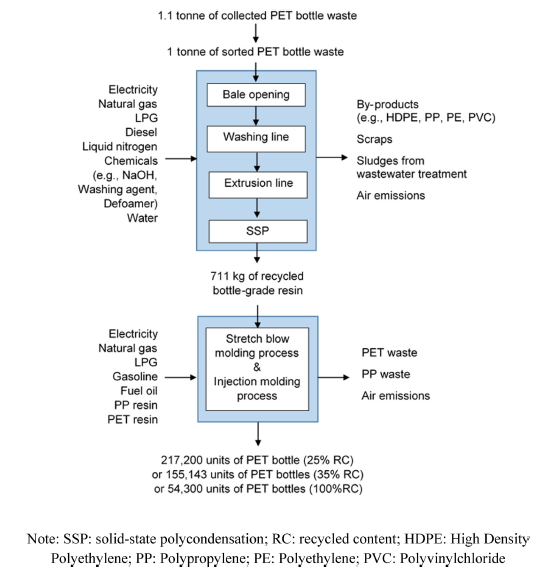 1.1 tonne of collected PET bottle waste
1 tonne of sorted PET bottle waste
Electricity
Natural gas
LPG
Diesel
Liquid nitrogen
Chemicals
(e.g., NaOH,
Washing agent,
Defoamer)
Water
Bale opening
Washing line
Extrusion line
SSP
By-products
(e.g., HDPE, PP, PE, PVC)
Scraps
Sludges from
wastewater treatment
Air emissions
711 kg of recycled
bottle-grade resin
Electricity
Natural gas
LPG
Gasoline
Fuel oil
PP resin
PET resin
Stretch blow
molding process
&
Injection molding
process
PET waste
PP waste
Air emissions
217,200 units of PET bottle (25% RC)
or 155,143 units of PET bottles (35% RC)
or 54,300 units of PET bottles (100%RC)
Note: SSP: solid-state polycondensation; RC: recycled content; HDPE: High Density
Polyethylene; PP: Polypropylene; PE: Polyethylene; PVC: Polyvinylchloride